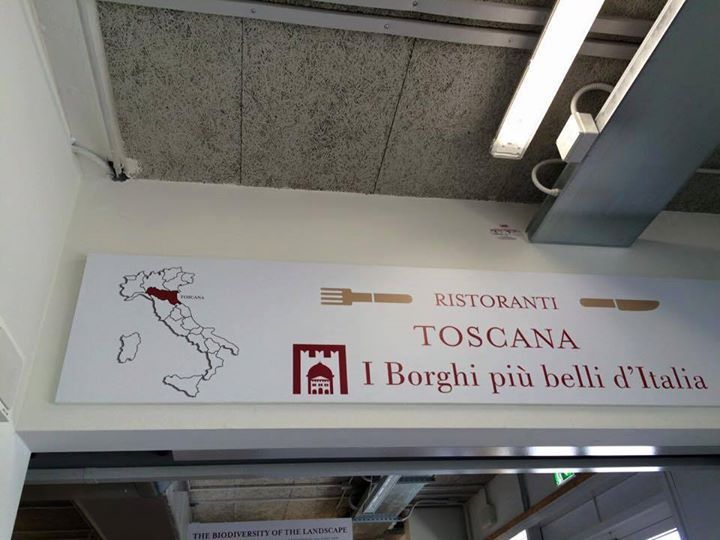 TOSCANA
RISTORANTI
TOSCANA
I Borghi più belli d'Italia
THE BIODIVERSITY OF THE LANDSCAPE